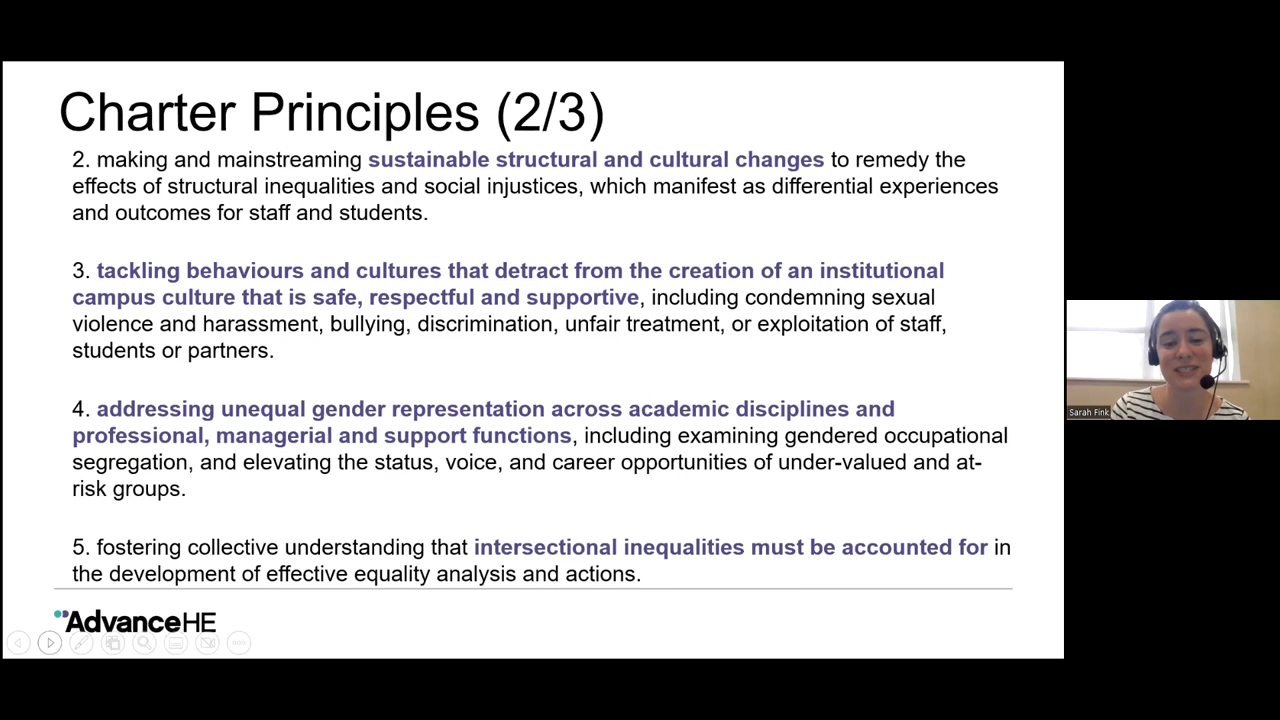 Charter Principles (2/3)
2. making and mainstreaming sustainable structural and cultural changes to remedy the
effects of structural inequalities and social injustices, which manifest as differential experiences
and outcomes for staff and students.
3. tackling behaviours and cultures that detract from the creation of an institutional
campus culture that is safe, respectful and supportive, including condemning sexual
violence and harassment, bullying, discrimination, unfair treatment, or exploitation of staff,
students or partners.
4. addressing unequal gender representation across academic disciplines and
professional, managerial and support functions, including examining gendered occupational
segregation, and elevating the status, voice, and career opportunities of under-valued and at-
risk groups.
5. fostering collective understanding that intersectional inequalities must be accounted for in
the development of effective equality analysis and actions.
AdvanceHE
Sarah Fink